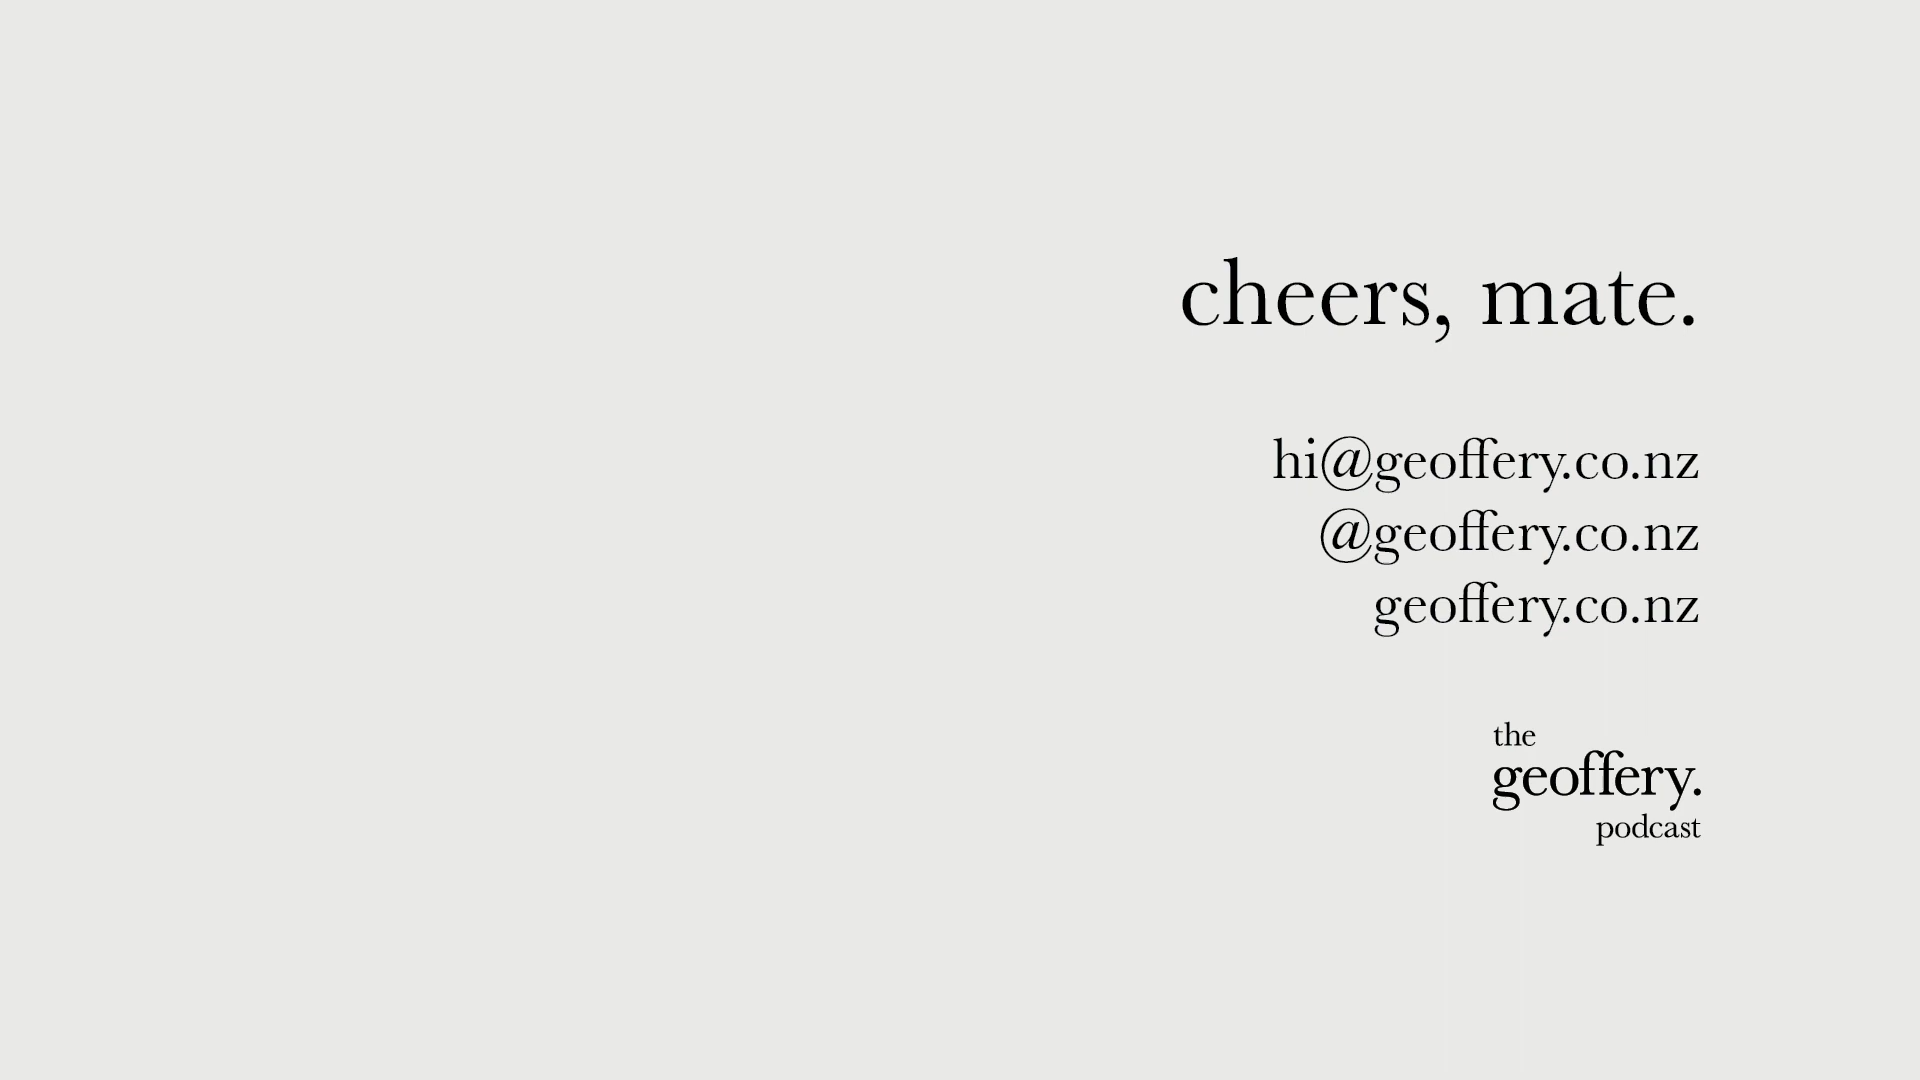 cheers, mate.
hi@geoffery.co.nz
@geoffery.co.nz
geoffery.co.nz
the
geoffery.
podcast